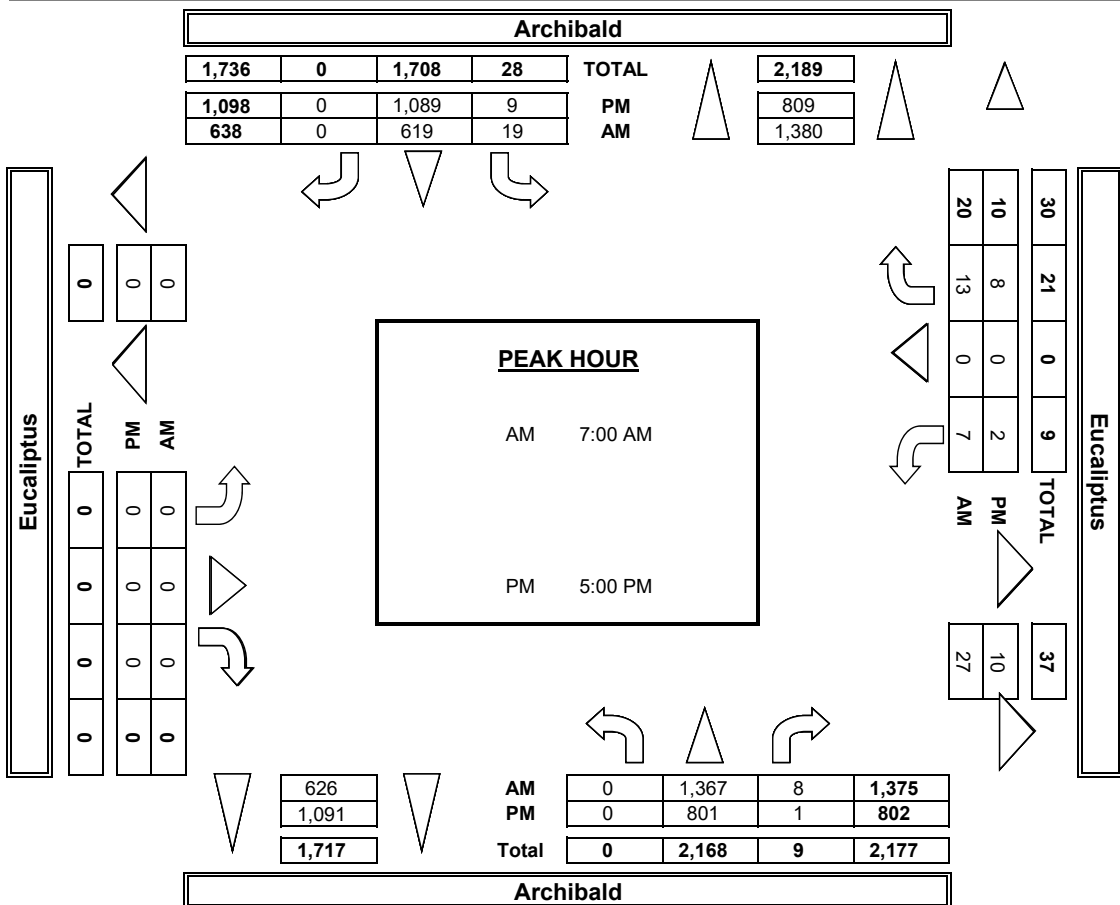 Archibald
1,736 0 1,708 28 TOTAL 2,189
1,098 0 1,089 9 PM 809
638 0 619 19 AM 1,380
Eucaliptus
0 0 0
TOTAL PM AM
0 0 0
0 0 0
0 0 0
0 0 0
PEAK HOUR
AM 7:00 AM
PM 5:00 PM
20 10 30
13 8 21
0 0 0
7 2 9
AM PM TOTAL
27 10 37
Eucaliptus
626 AM 0 1,367 8 1,375
1,091 PM 0 801 1 802
1,717 Total 0 2,168 9 2,177
Archibald